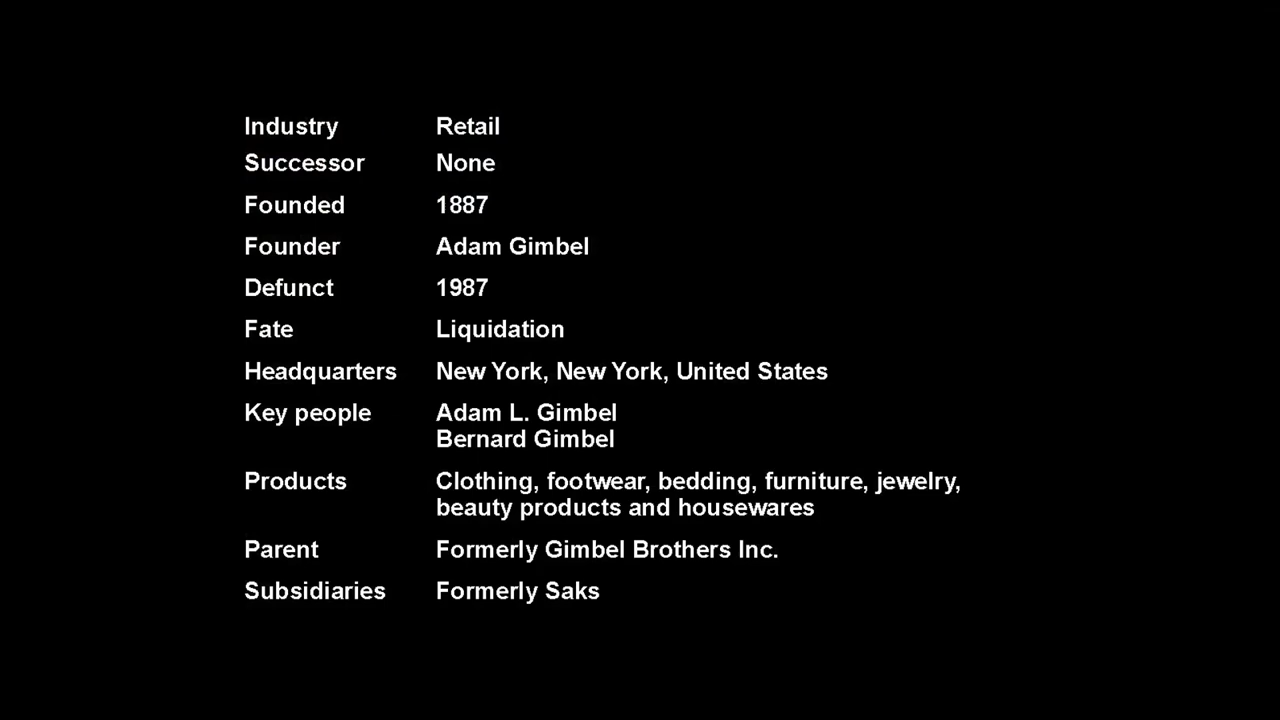 Industry Retail
Successor None
Founded 1887
Founder Adam Gimbel
Defunct 1987
Fate Liquidation
Headquarters New York, New York, United States
Key people Adam L. Gimbel
Bernard Gimbel
Products Clothing, footwear, bedding, furniture, jewelry,
beauty products and housewares
Parent Formerly Gimbel Brothers Inc.
Subsidiaries Formerly Saks